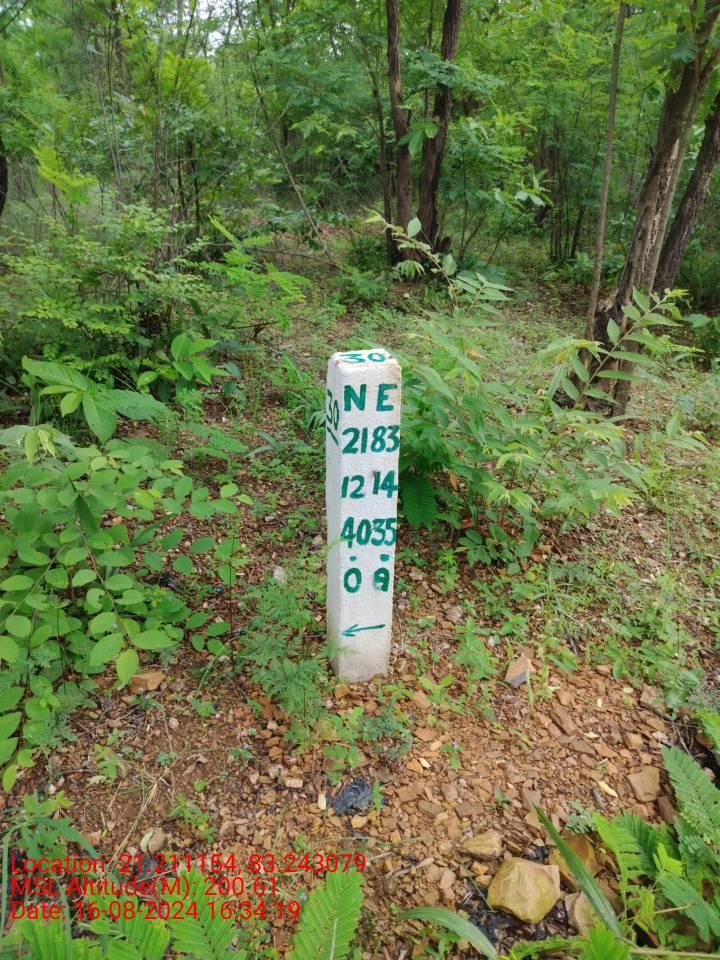 30
30
N E
2183
12 14
4035
. .
0 9
←
Location: 21.211154, 83.243079
MSL Altitude(M): 200.61
Date: 16-08-2024 16:34:19